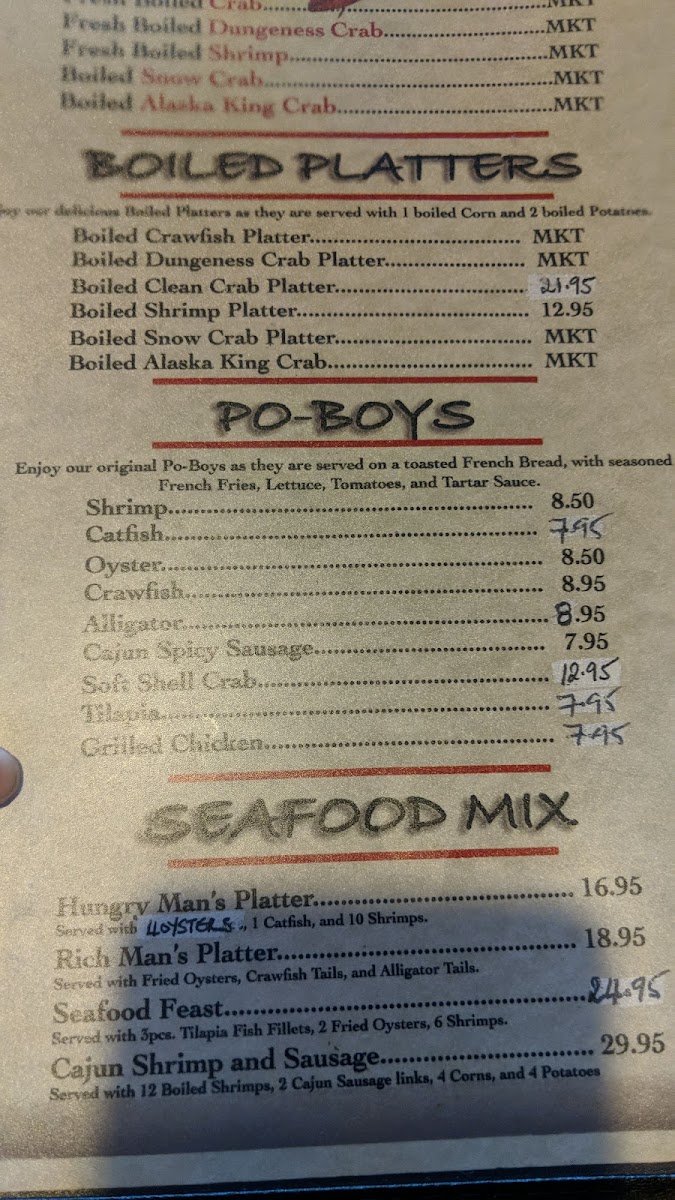 Fresh Boiled Crab..........MKT
Fresh Boiled Dungeness Crab..........MKT
Fresh Boiled Shrimp..........MKT
Boiled Snow Crab..........MKT
Boiled Alaska King Crab..........MKT
BOILED PLATTERS
joy our delicious Boiled Platters as they are served with 1 boiled Corn and 2 boiled Potatoes.
Boiled Crawfish Platter.......... MKT
Boiled Dungeness Crab Platter.......... MKT
Boiled Clean Crab Platter.......... 21.95
Boiled Shrimp Platter.......... 12.95
Boiled Snow Crab Platter.......... MKT
Boiled Alaska King Crab.......... MKT
PO-BOYS
Enjoy our original Po-Boys as they are served on a toasted French Bread, with seasoned
French Fries, Lettuce, Tomatoes, and Tartar Sauce.
Shrimp.......... 8.50
Catfish.......... 7.95
Oyster.......... 8.50
Crawfish.......... 8.95
Alligator.......... 8.95
Cajun Spicy Sausage.......... 7.95
Soft Shell Crab.......... 12.95
Tilapia.......... 7.95
Grilled Chicken.......... 7.95
SEAFOOD MIX
Hungry Man's Platter.......... 16.95
Served with 4 OYSTERS, 1 Catfish, and 10 Shrimps.
Rich Man's Platter.......... 18.95
Served with Fried Oysters, Crawfish Tails, and Alligator Tails.
Seafood Feast.......... 24.95
Served with 3pcs. Tilapia Fish Fillets, 2 Fried Oysters, 6 Shrimps.
Cajun Shrimp and Sausage.......... 29.95
Served with 12 Boiled Shrimps, 2 Cajun Sausage links, 4 Corns, and 4 Potatoes